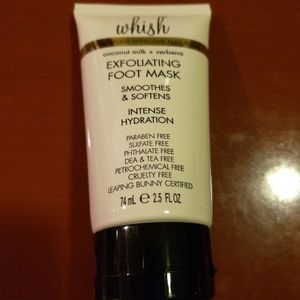 whish
coconut milk + verbena
EXFOLIATING
FOOT MASK
SMOOTHES
& SOFTENS
INTENSE
HYDRATION
PARABEN FREE
SULFATE FREE
PHTHALATE FREE
DEA & TEA FREE
PETROCHEMICAL FREE
CRUELTY FREE
LEAPING BUNNY CERTIFIED
74 mL e 2.5 FL OZ